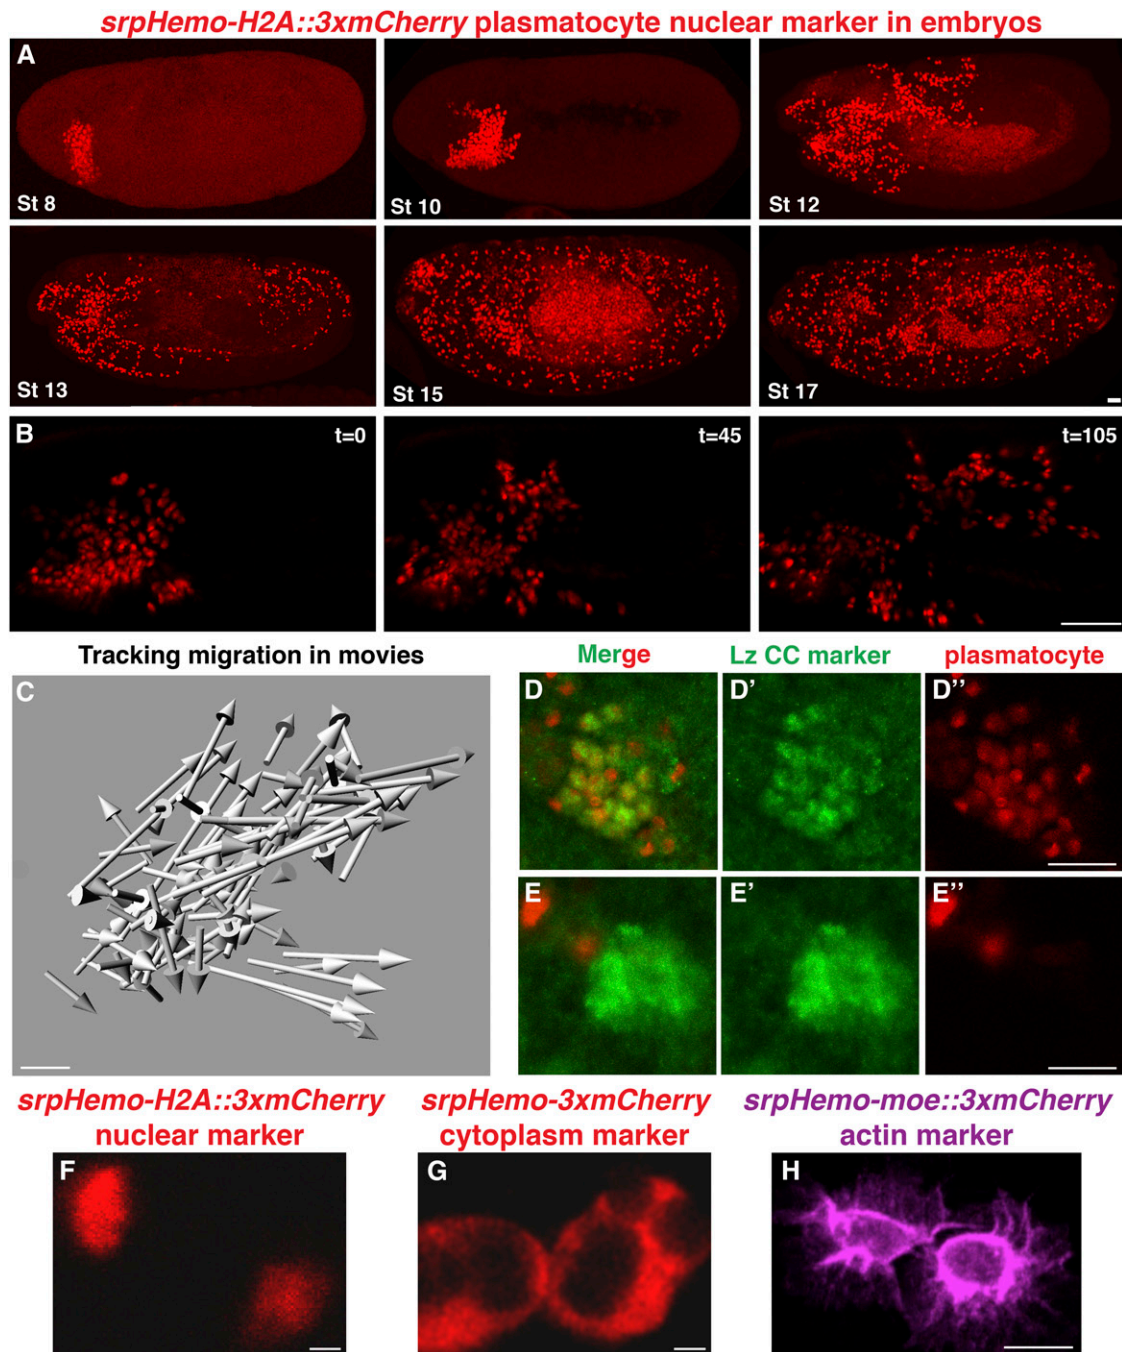 srpHemo-H2A::3xmCherry plasmatocyte nuclear marker in embryos
A
St 8
St 10
St 12
St 13
St 15
St 17
B
t=0
t=45
t=105
Tracking migration in movies
C
Merge
Lz CC marker
plasmatocyte
D
D’
D’’
E
E’
E’’
srpHemo-H2A::3xmCherry
nuclear marker
srpHemo-3xmCherry
cytoplasm marker
srpHemo-moe::3xmCherry
actin marker
F
G
H